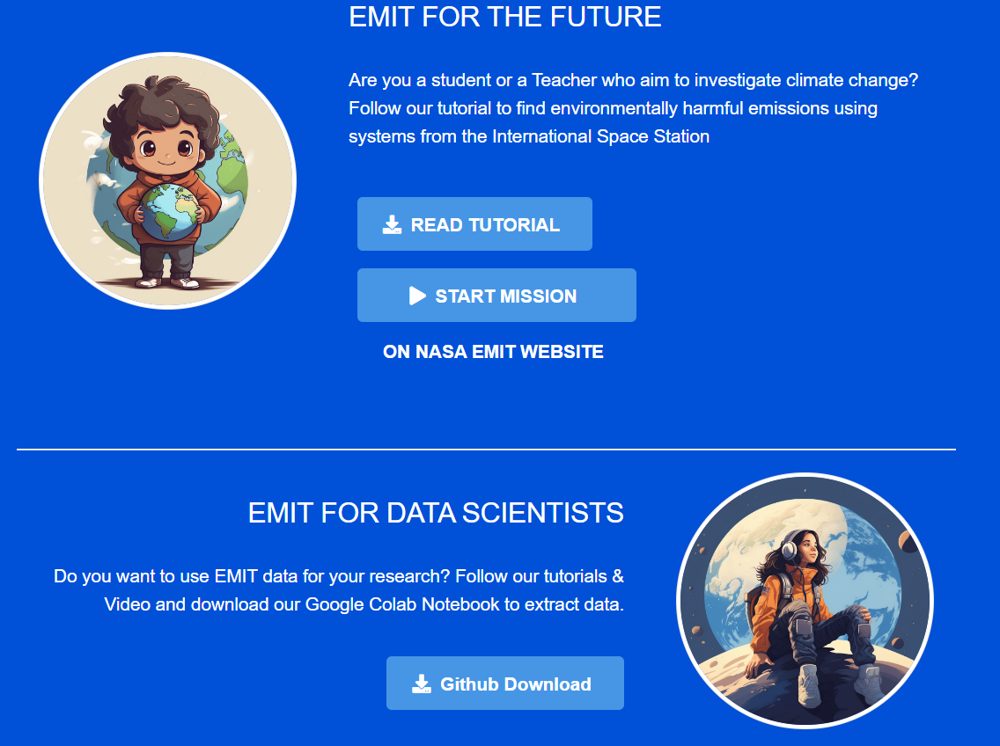 EMIT FOR THE FUTURE
Are you a student or a Teacher who aim to investigate climate change?
Follow our tutorial to find environmentally harmful emissions using
systems from the International Space Station
READ TUTORIAL
START MISSION
ON NASA EMIT WEBSITE
EMIT FOR DATA SCIENTISTS
Do you want to use EMIT data for your research? Follow our tutorials &
Video and download our Google Colab Notebook to extract data.
Github Download